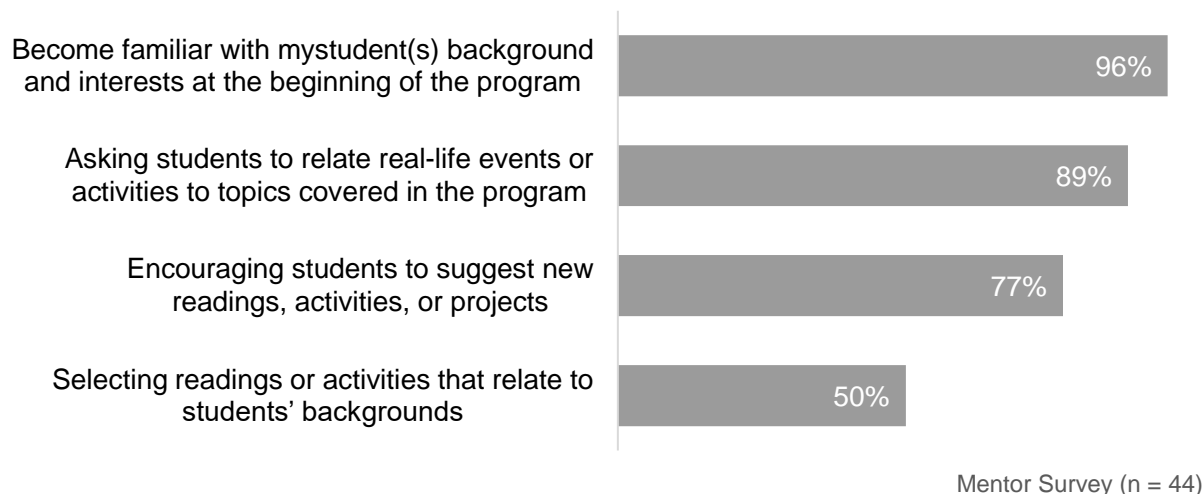 Become familiar with mystudent(s) background
and interests at the beginning of the program
96%
Asking students to relate real-life events or
activities to topics covered in the program
89%
Encouraging students to suggest new
readings, activities, or projects
77%
Selecting readings or activities that relate to
students’ backgrounds
50%
Mentor Survey (n = 44)